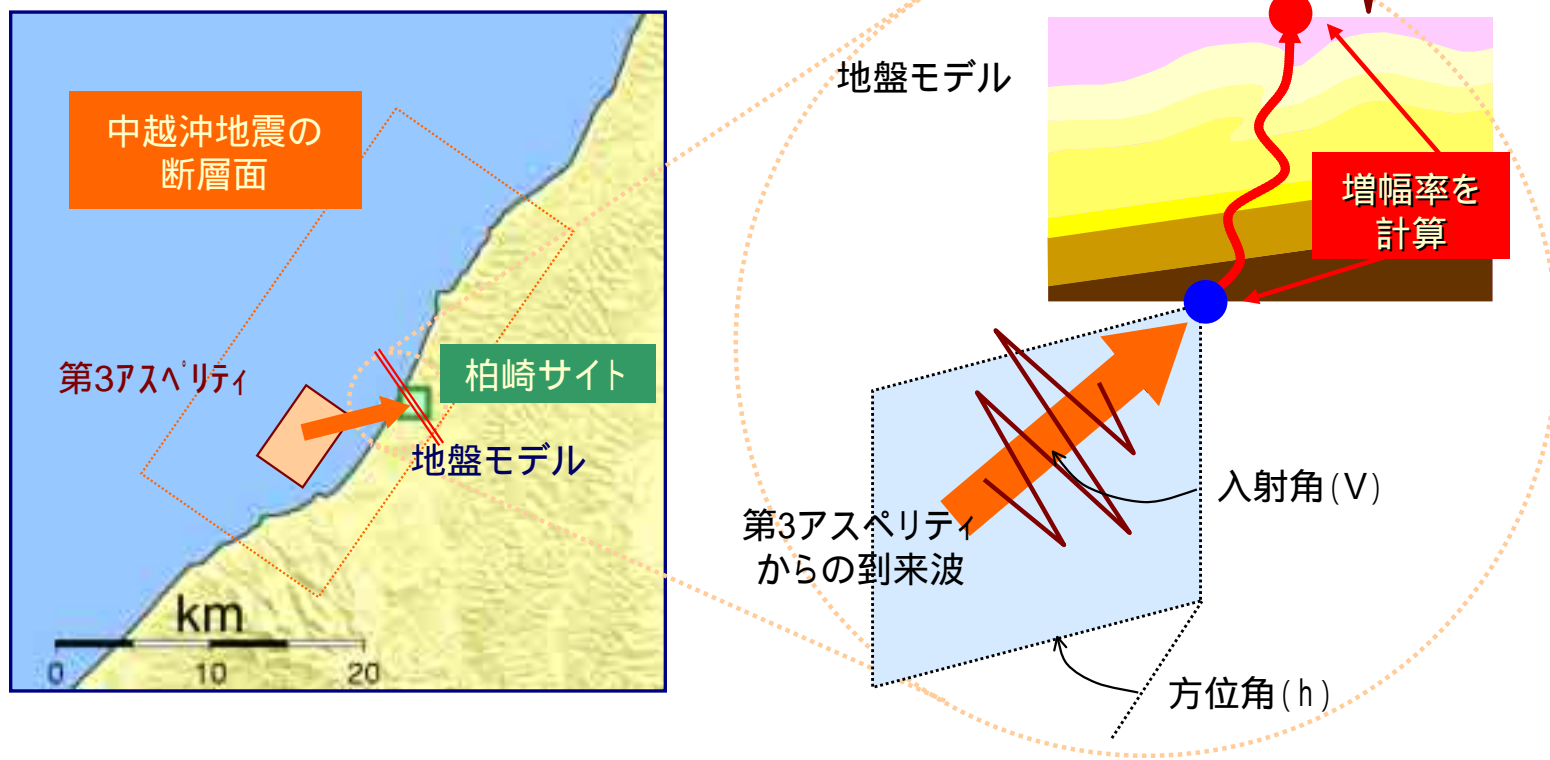 中越沖地震の
断層面
第3アスペリティ
柏崎サイト
地盤モデル
km
0 10 20
地盤モデル
増幅率を
計算
入射角(V)
第3アスペリティ
からの到来波
方位角(h)